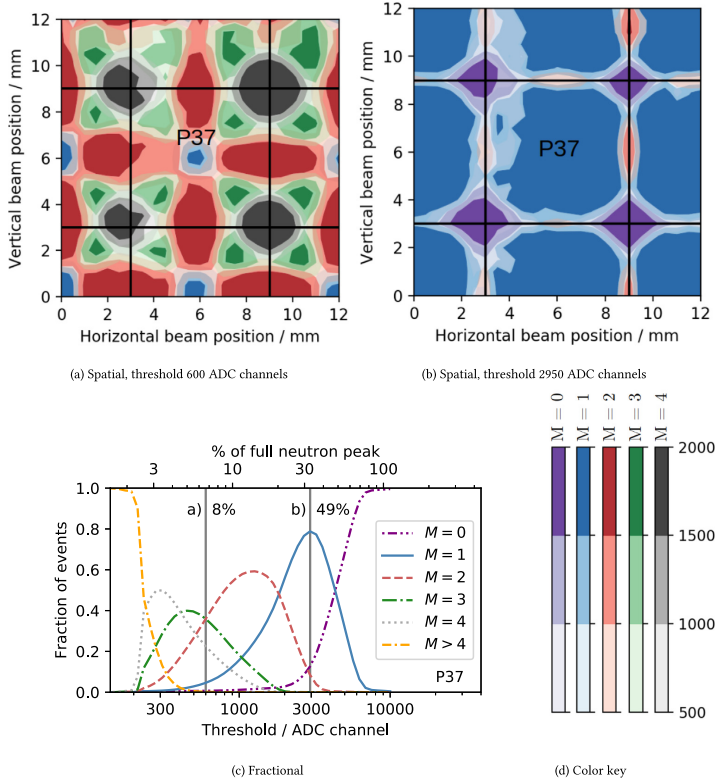 Vertical beam position / mm
12
10
8
6
4
2
0
P37
0 2 4 6 8 10 12
Horizontal beam position / mm
(a) Spatial, threshold 600 ADC channels
Vertical beam position / mm
12
10
8
6
4
2
0
P37
0 2 4 6 8 10 12
Horizontal beam position / mm
(b) Spatial, threshold 2950 ADC channels
% of full neutron peak
3 10 30 100
Fraction of events
1.0
0.8
0.6
0.4
0.2
0.0
a) 8%
b) 49%
M = 0
M = 1
M = 2
M = 3
M = 4
M > 4
P37
300 1000 3000 10000
Threshold / ADC channel
(c) Fractional
M = 0
M = 1
M = 2
M = 3
M = 4
2000
1500
1000
500
(d) Color key